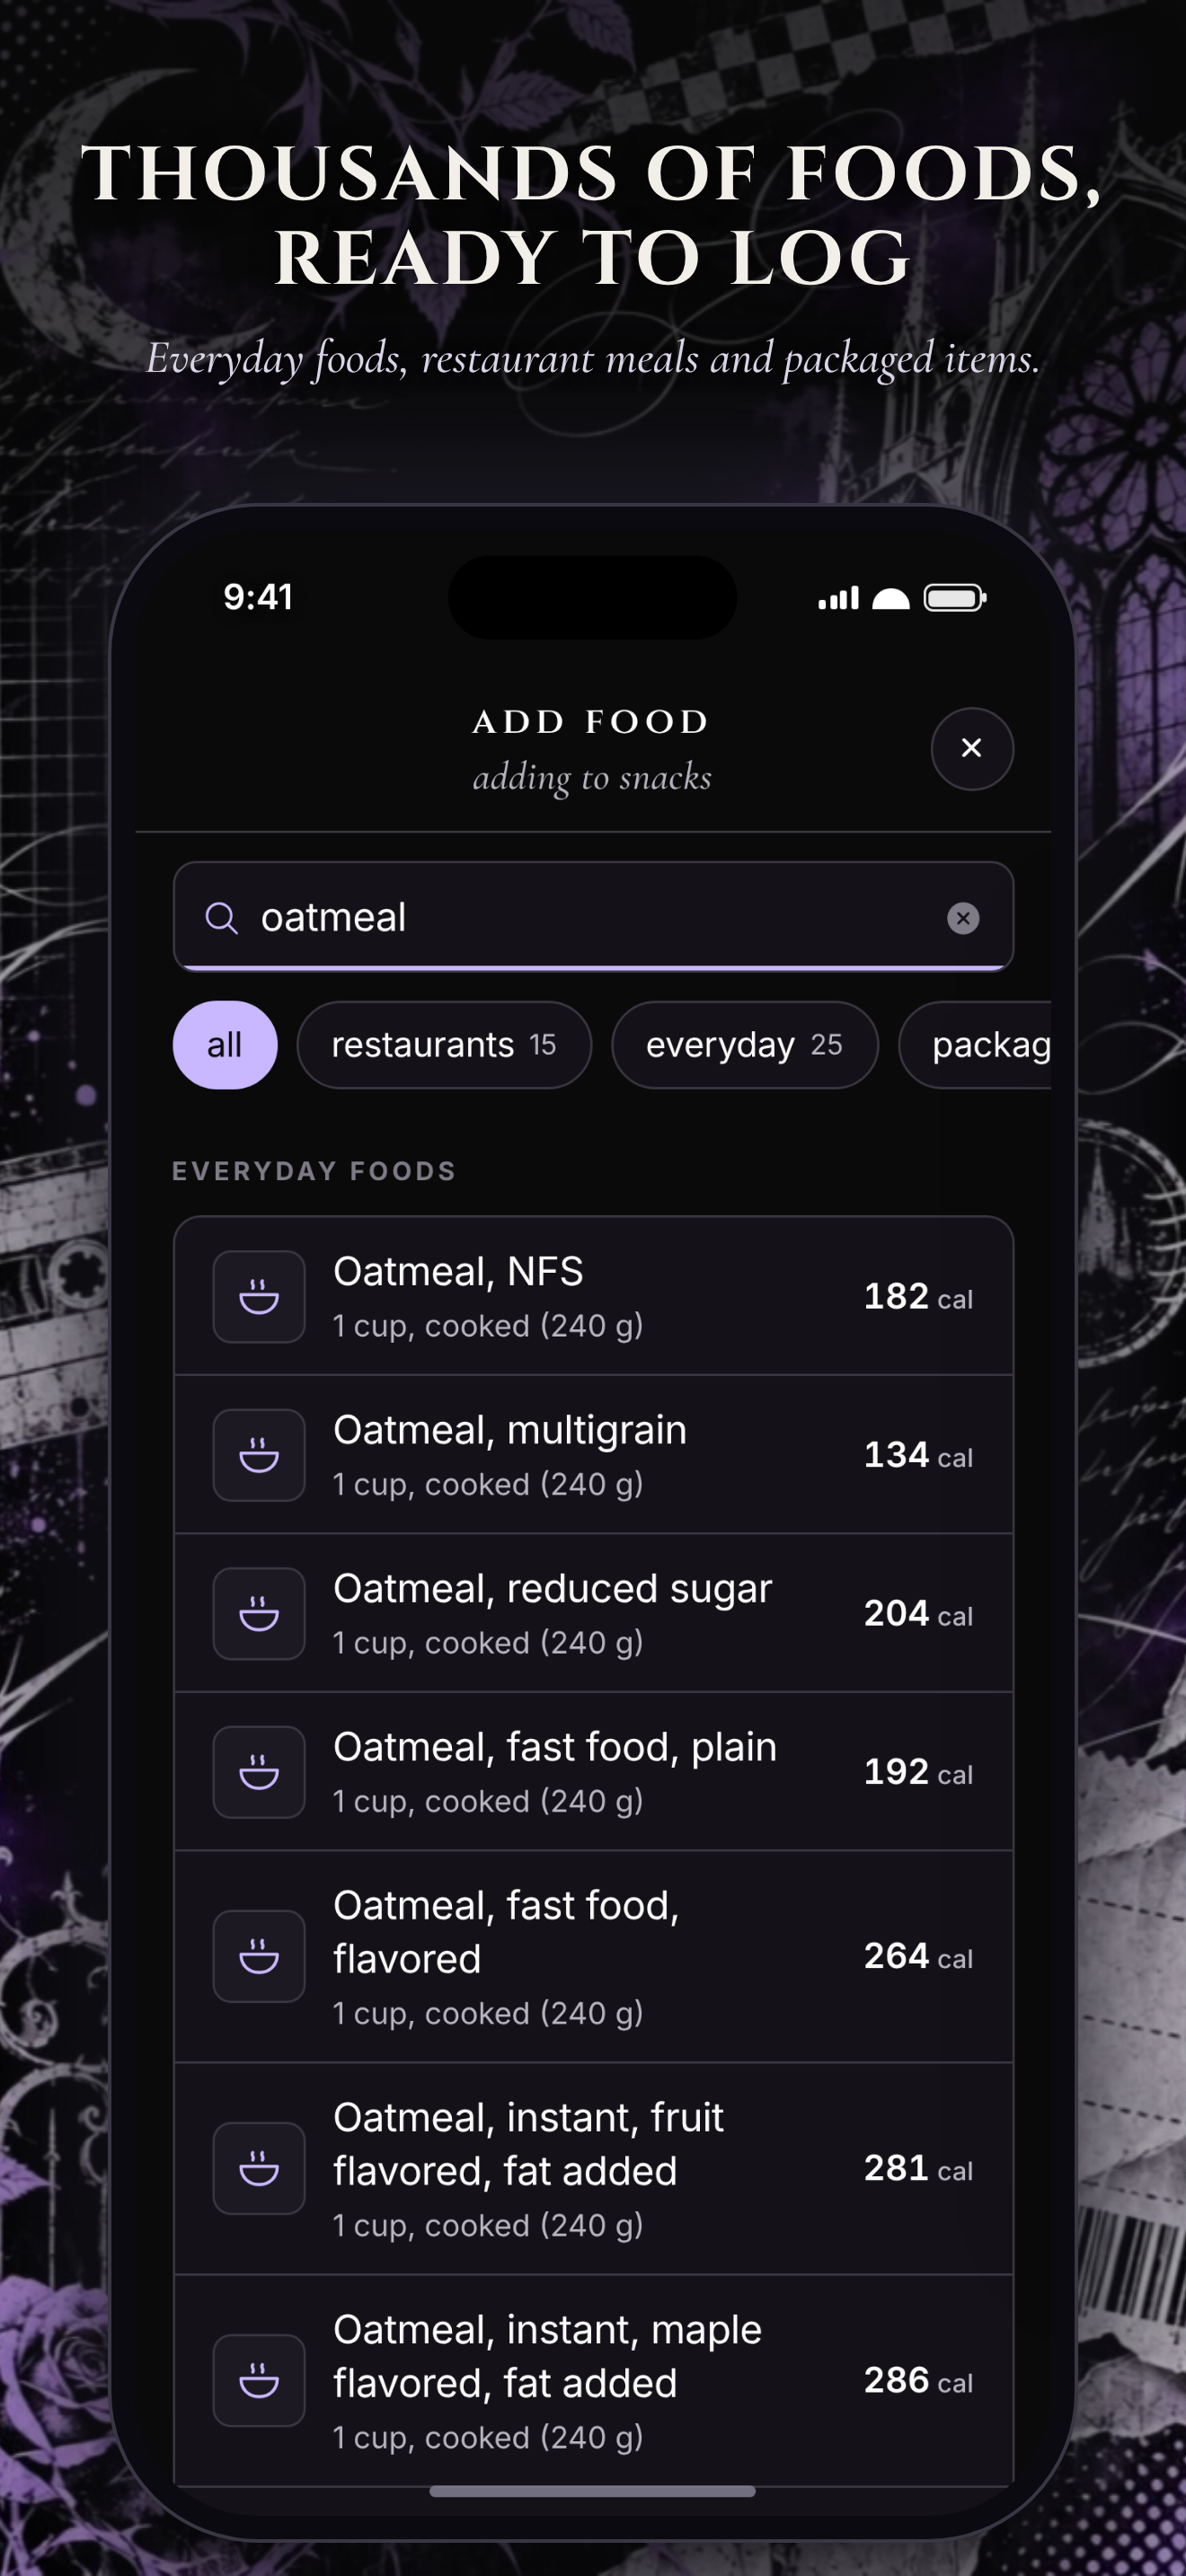 THOUSANDS OF FOODS,
READY TO LOG
Everyday foods, restaurant meals and packaged items.
9:41
ADD FOOD
adding to snacks
oatmeal
all
restaurants 15
everyday 25
packag
EVERYDAY FOODS
Oatmeal, NFS
1 cup, cooked (240 g)
182 cal
Oatmeal, multigrain
1 cup, cooked (240 g)
134 cal
Oatmeal, reduced sugar
1 cup, cooked (240 g)
204 cal
Oatmeal, fast food, plain
1 cup, cooked (240 g)
192 cal
Oatmeal, fast food,
flavored
1 cup, cooked (240 g)
264 cal
Oatmeal, instant, fruit
flavored, fat added
1 cup, cooked (240 g)
281 cal
Oatmeal, instant, maple
flavored, fat added
1 cup, cooked (240 g)
286 cal